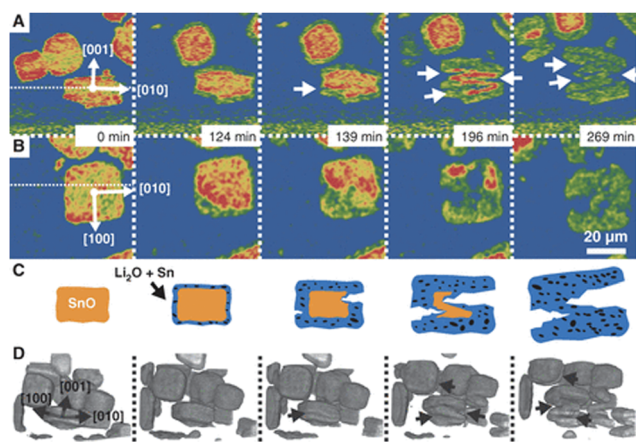 A
[001]
[010]
0 min
124 min
139 min
196 min
269 min
B
[010]
[100]
20 µm
C
Li₂O + Sn
SnO
D
[001]
[100]
[010]